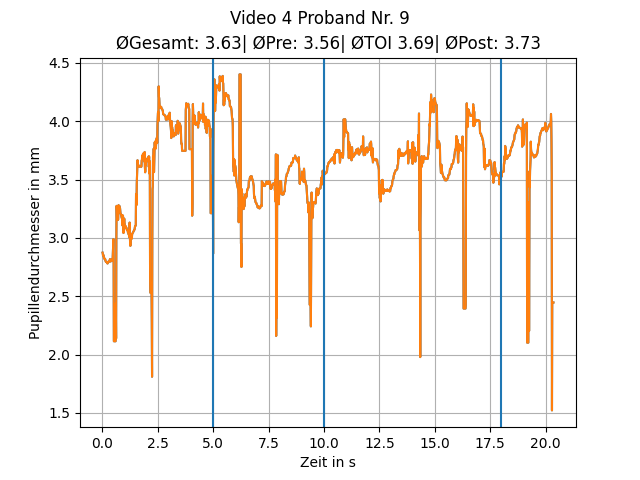 Video 4 Proband Nr. 9
ØGesamt: 3.63| ØPre: 3.56| ØTOI 3.69| ØPost: 3.73
4.5
4.0
3.5
3.0
2.5
2.0
1.5
Pupillendurchmesser in mm
0.0 2.5 5.0 7.5 10.0 12.5 15.0 17.5 20.0
Zeit in s